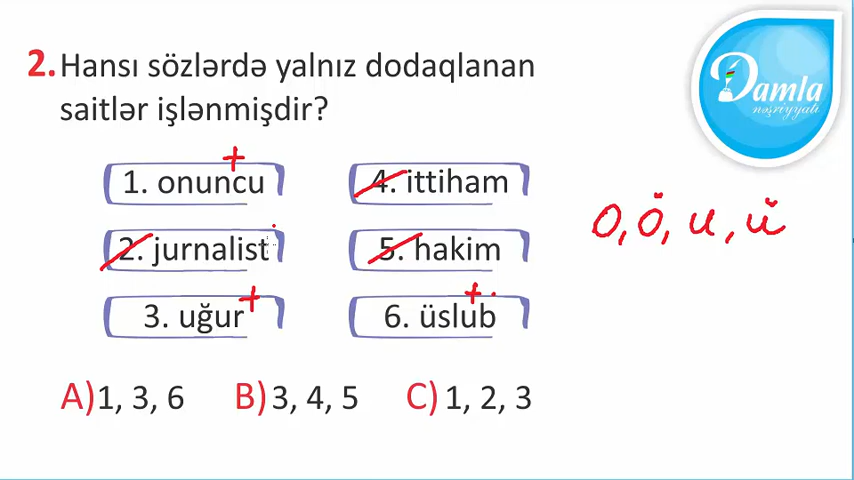 2. Hansı sözlərdə yalnız dodaqlanan
saitlər işlənmişdir?
Damla
nəşriyyatı
1. onuncu
4. ittiham
2. jurnalist
5. hakim
3. uğur
6. üslub
o, ö, u, ü
A) 1, 3, 6 B) 3, 4, 5 C) 1, 2, 3